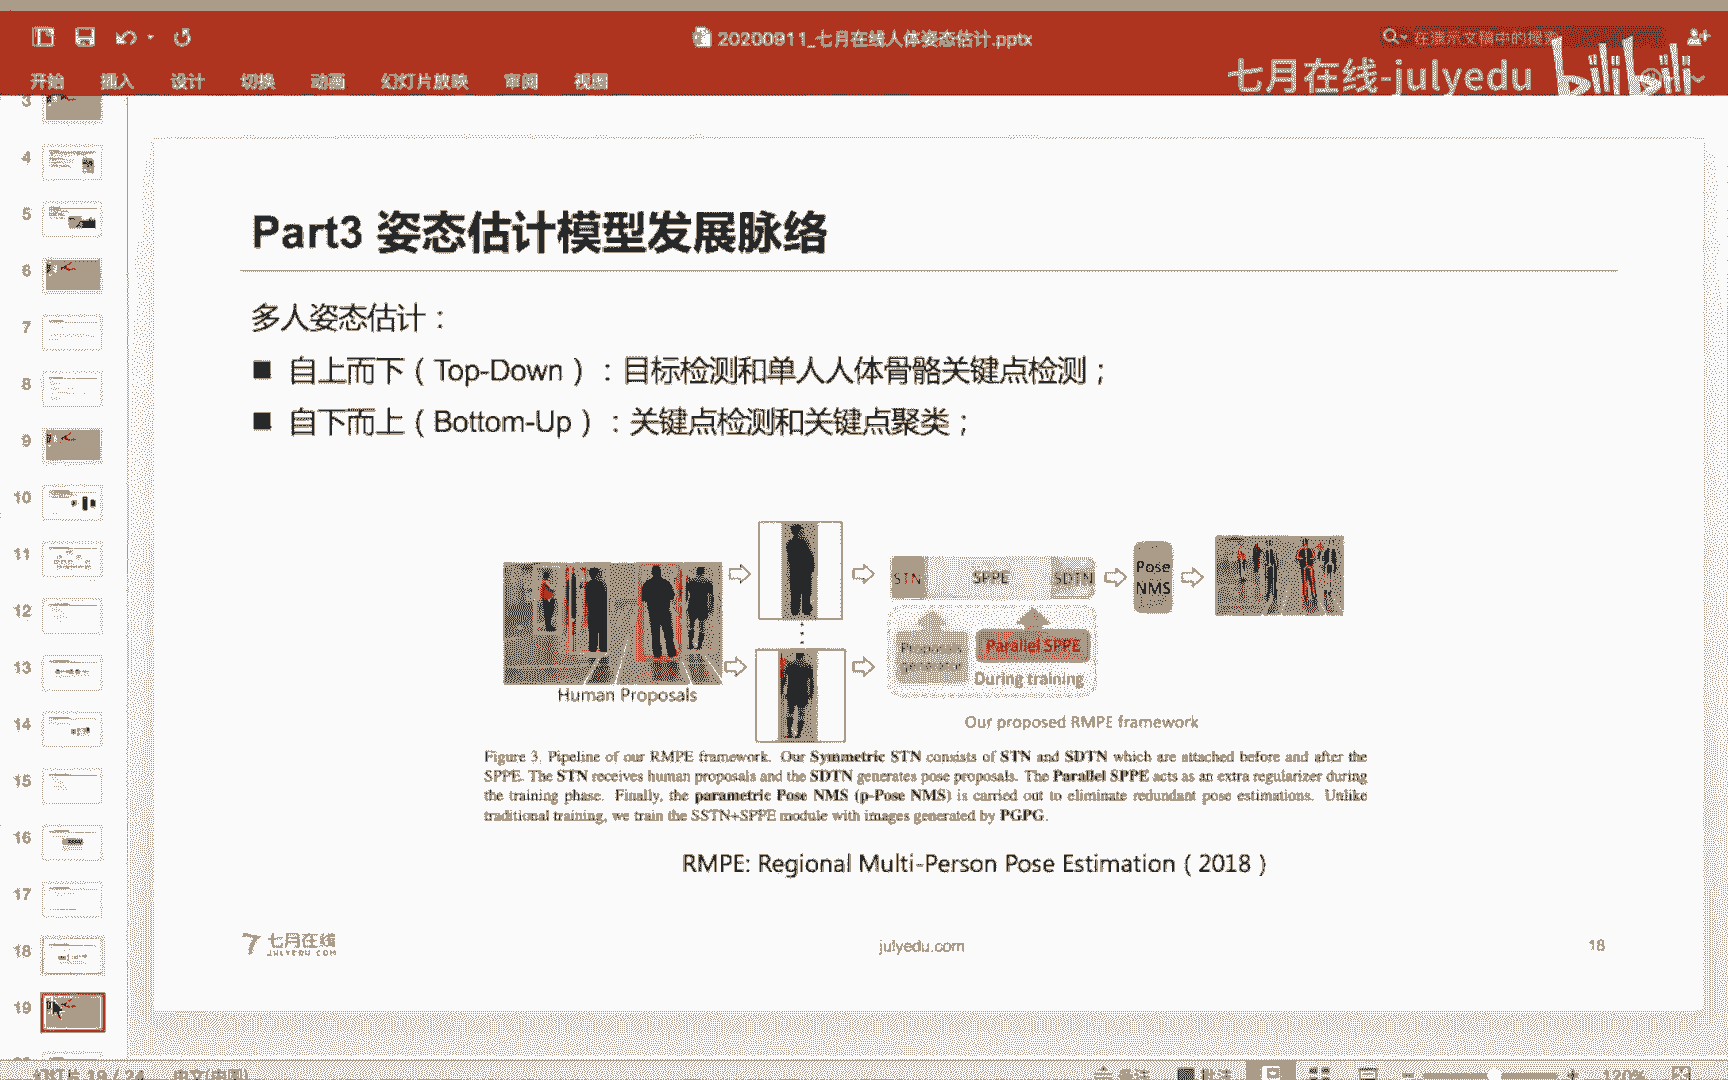 20200911_七月在线人体姿态估计.pptx
在演示文稿中的搜索
开始 插入 设计 切换 动画 幻灯片放映 审阅 视图
七月在线-julyedu bilibili
3
4
5
6
7
8
9
10
11
12
13
14
15
16
17
18
19
Part3 姿态估计模型发展脉络
多人姿态估计：
■ 自上而下（Top-Down）：目标检测和单人人体骨骼关键点检测；
■ 自下而上（Bottom-Up）：关键点检测和关键点聚类；
STN SPPE SDTN
Pose
NMS
Parallel SPPE
During training
Human Proposals
Our proposed RMPE framework
Figure 3. Pipeline of our RMPE framework. Our Symmetric STN consists of STN and SDTN which are attached before and after the
SPPE. The STN receives human proposals and the SDTN generates pose proposals. The Parallel SPPE acts as an extra regularizer during
the training phase. Finally, the parametric Pose NMS (p-Pose NMS) is carried out to eliminate redundant pose estimations. Unlike
traditional training, we train the SSTN+SPPE module with images generated by PGPG.
RMPE: Regional Multi-Person Pose Estimation（2018）
七月在线
JULYEDU.COM
julyedu.com
18
幻灯片 19 / 24
备注 批注
120%